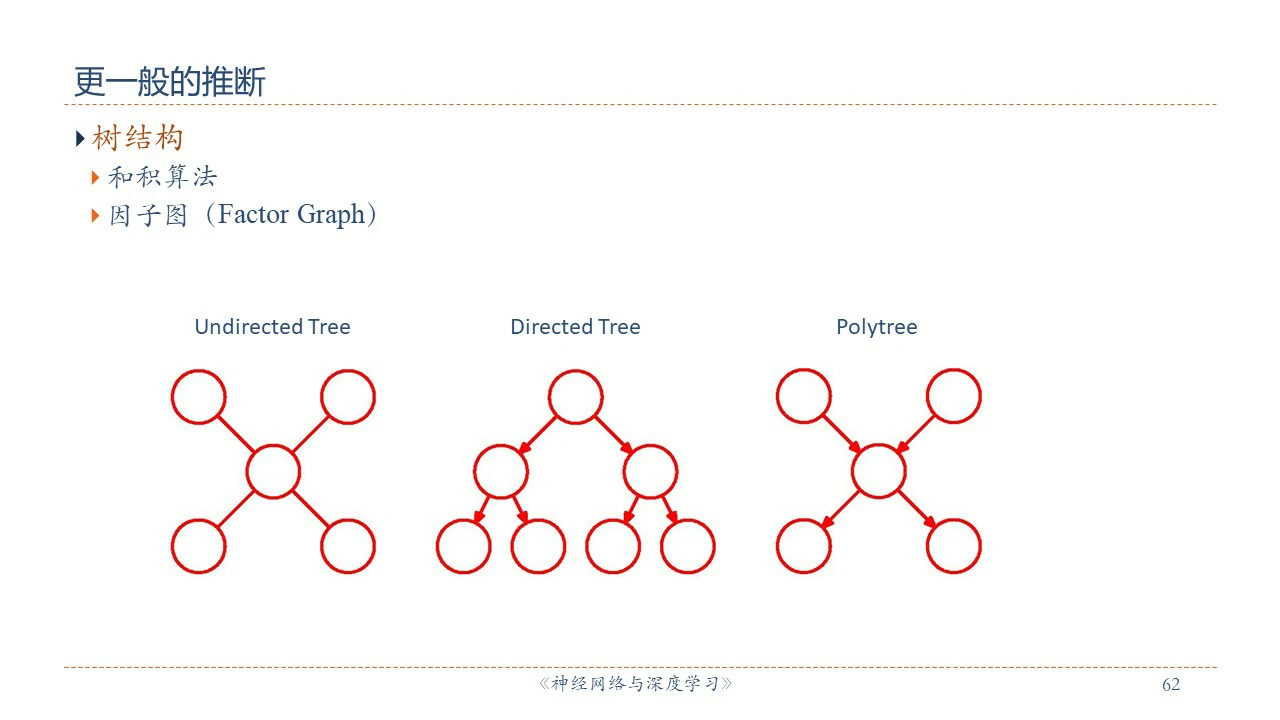 更一般的推断
树结构
和积算法
因子图（Factor Graph）
Undirected Tree
Directed Tree
Polytree
《神经网络与深度学习》
62